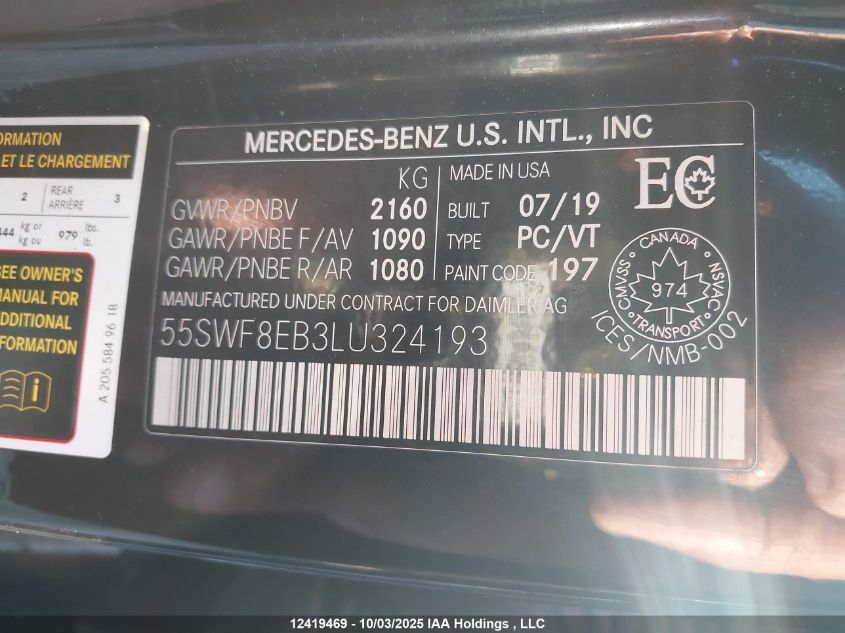 ORMATION
ET LE CHARGEMENT
2 REAR ARRIÈRE 3
444 kg or kg ou 979 lbs. lb.
SEE OWNER'S
MANUAL FOR
ADDITIONAL
INFORMATION
A 205 584 96 18
MERCEDES-BENZ U.S. INTL., INC
KG
GVWR/PNBV 2160
GAWR/PNBE F/AV 1090
GAWR/PNBE R/AR 1080
MADE IN USA
BUILT 07/19
TYPE PC/VT
PAINT CODE 197
EC
MANUFACTURED UNDER CONTRACT FOR DAIMLER AG
55SWF8EB3LU324193
CANADA
CMVSS 974 NSVAC
TRANSPORT
ICES/NMB-002
12419469 - 10/03/2025 IAA Holdings , LLC